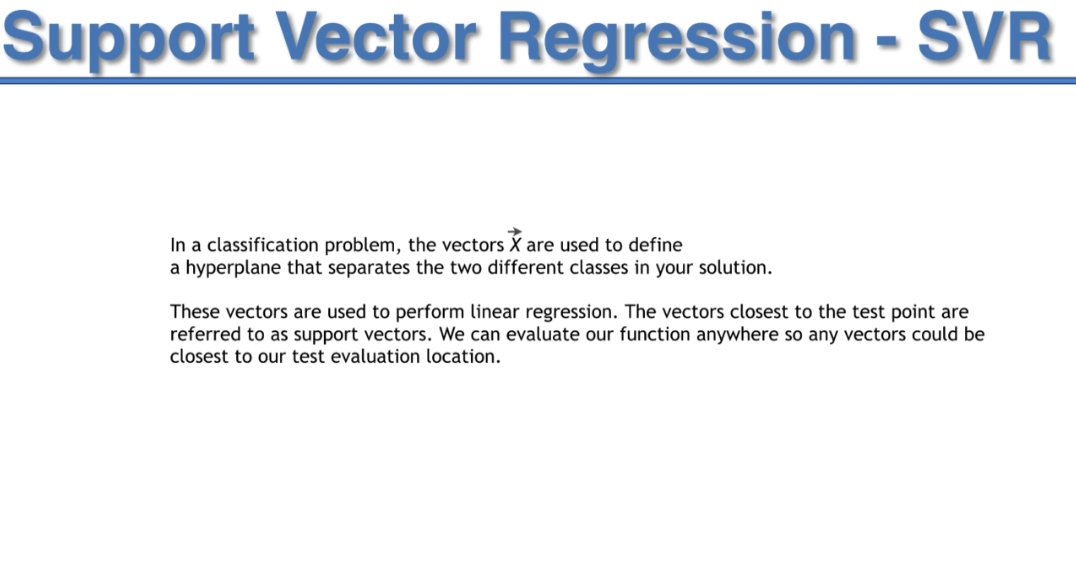 Support Vector Regression - SVR
In a classification problem, the vectors X⃗ are used to define
a hyperplane that separates the two different classes in your solution.
These vectors are used to perform linear regression. The vectors closest to the test point are
referred to as support vectors. We can evaluate our function anywhere so any vectors could be
closest to our test evaluation location.